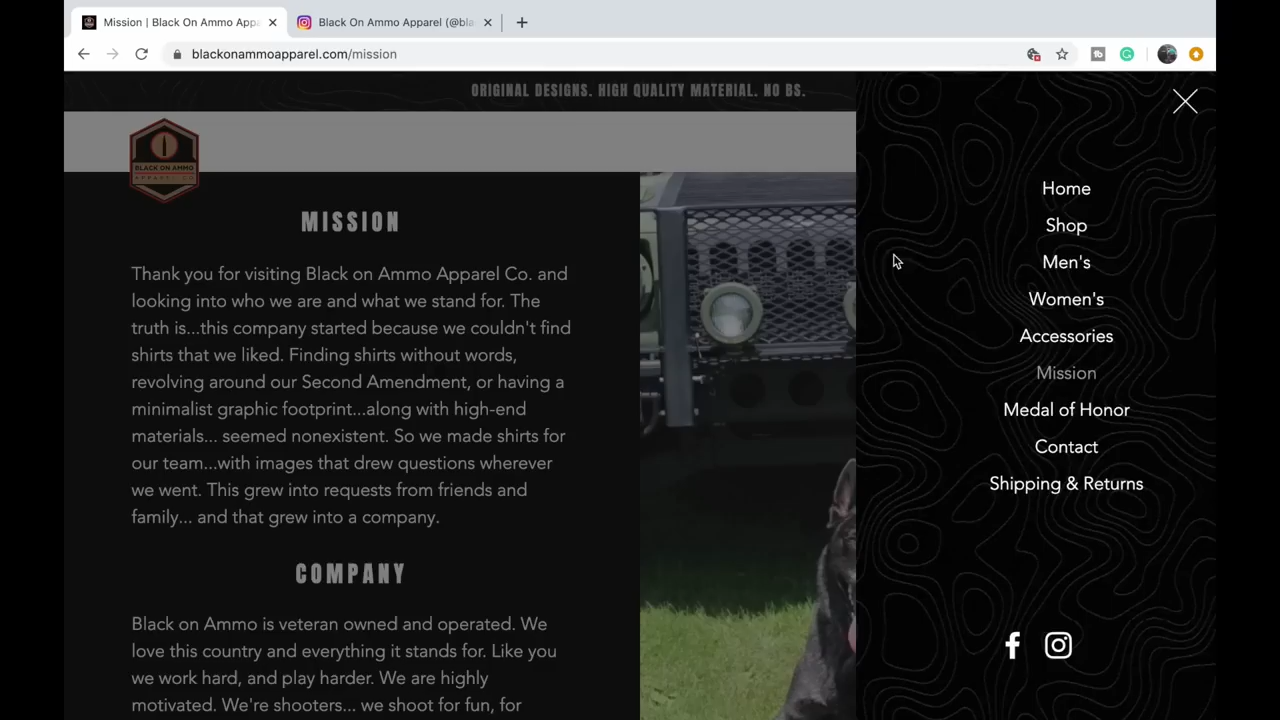 Mission | Black On Ammo Appa
Black On Ammo Apparel (@bla
blackonammoapparel.com/mission
ORIGINAL DESIGNS. HIGH QUALITY MATERIAL. NO BS.
BLACK ON AMMO
APPAREL CO
MISSION
Thank you for visiting Black on Ammo Apparel Co. and
looking into who we are and what we stand for. The
truth is...this company started because we couldn't find
shirts that we liked. Finding shirts without words,
revolving around our Second Amendment, or having a
minimalist graphic footprint...along with high-end
materials... seemed nonexistent. So we made shirts for
our team...with images that drew questions wherever
we went. This grew into requests from friends and
family... and that grew into a company.
COMPANY
Black on Ammo is veteran owned and operated. We
love this country and everything it stands for. Like you
we work hard, and play harder. We are highly
motivated. We're shooters... we shoot for fun, for
Home
Shop
Men's
Women's
Accessories
Mission
Medal of Honor
Contact
Shipping & Returns